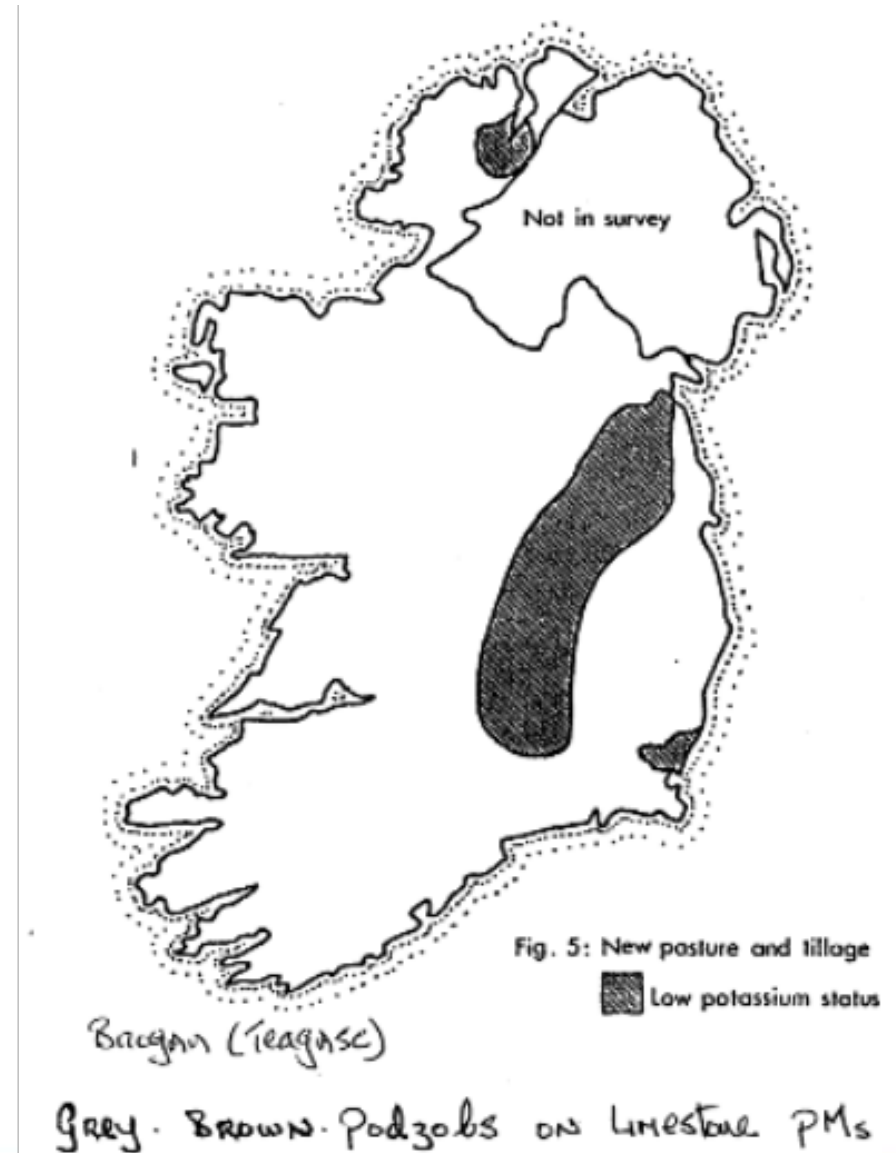 Not in survey
Fig. 5: New pasture and tillage
Low potassium status
Brogan (Teagasc)
Grey. Brown. Podzols on Limestone PMs